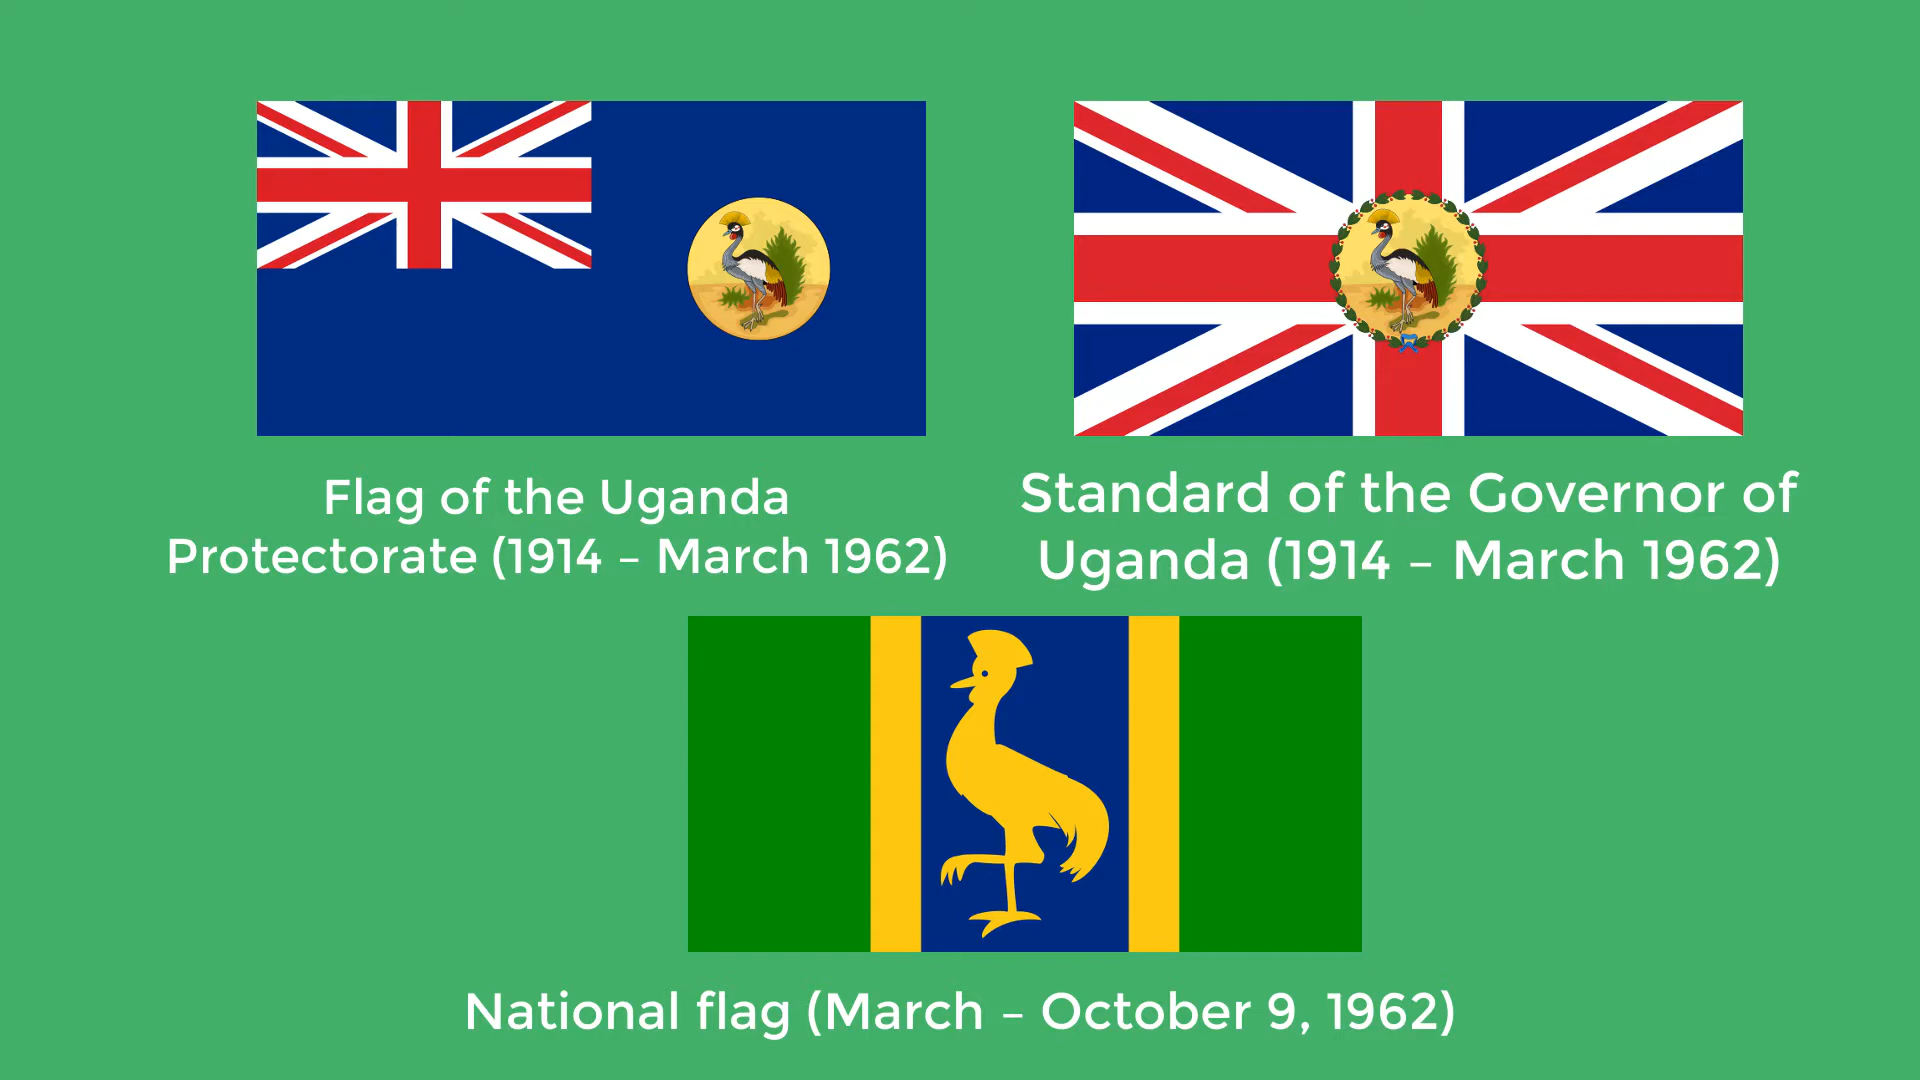 Flag of the Uganda
Protectorate (1914 – March 1962)
Standard of the Governor of
Uganda (1914 – March 1962)
National flag (March – October 9, 1962)